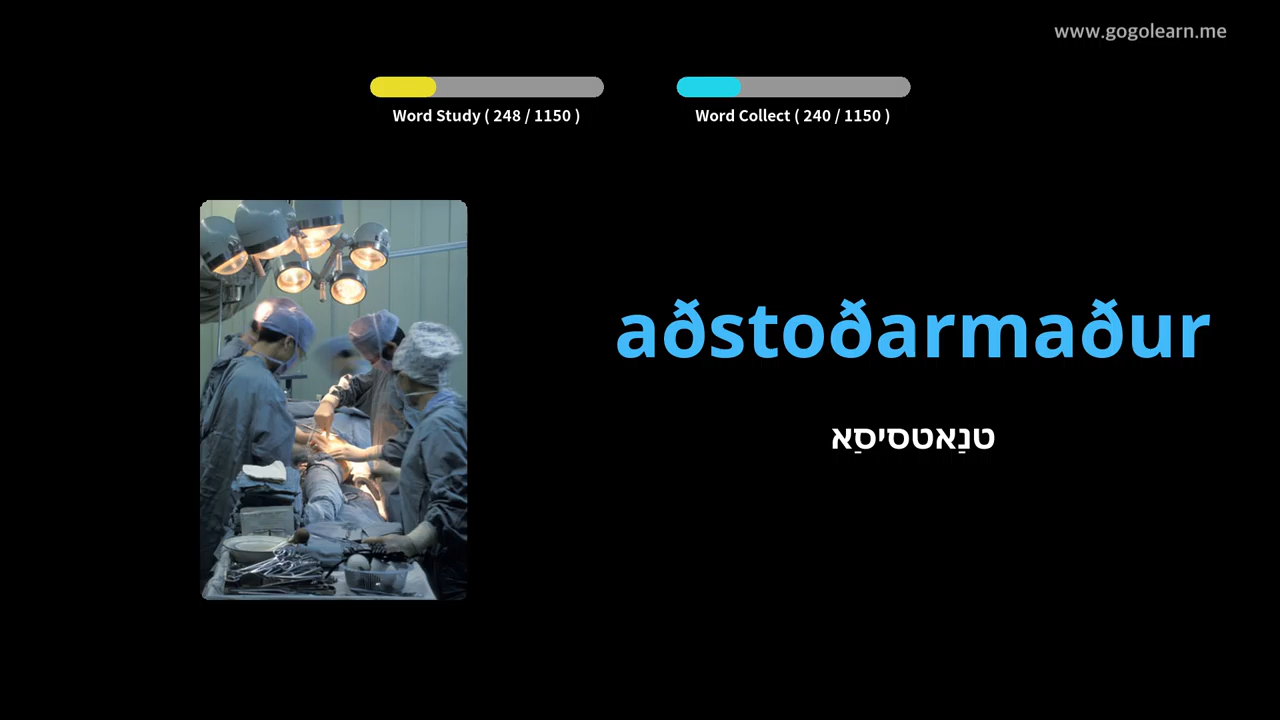 www.gogolearn.me
Word Study ( 248 / 1150 )
Word Collect ( 240 / 1150 )
aðstoðarmaður
טנַאטסיסַא